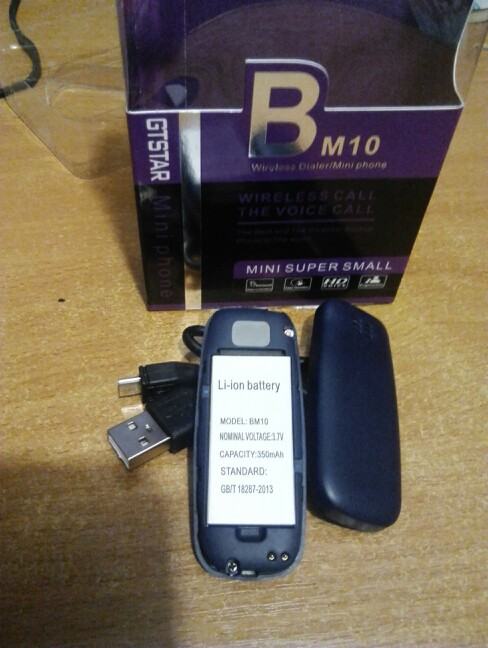 B M10
Wireless Dialer/Mini phone
GTSTAR Mini phone
WIRELESS CALL
THE VOICE CALL
MINI SUPER SMALL
HD
Li-ion battery
MODEL: BM10
NOMINAL VOLTAGE:3.7V
CAPACITY:350mAh
STANDARD:
GB/T 18287-2013